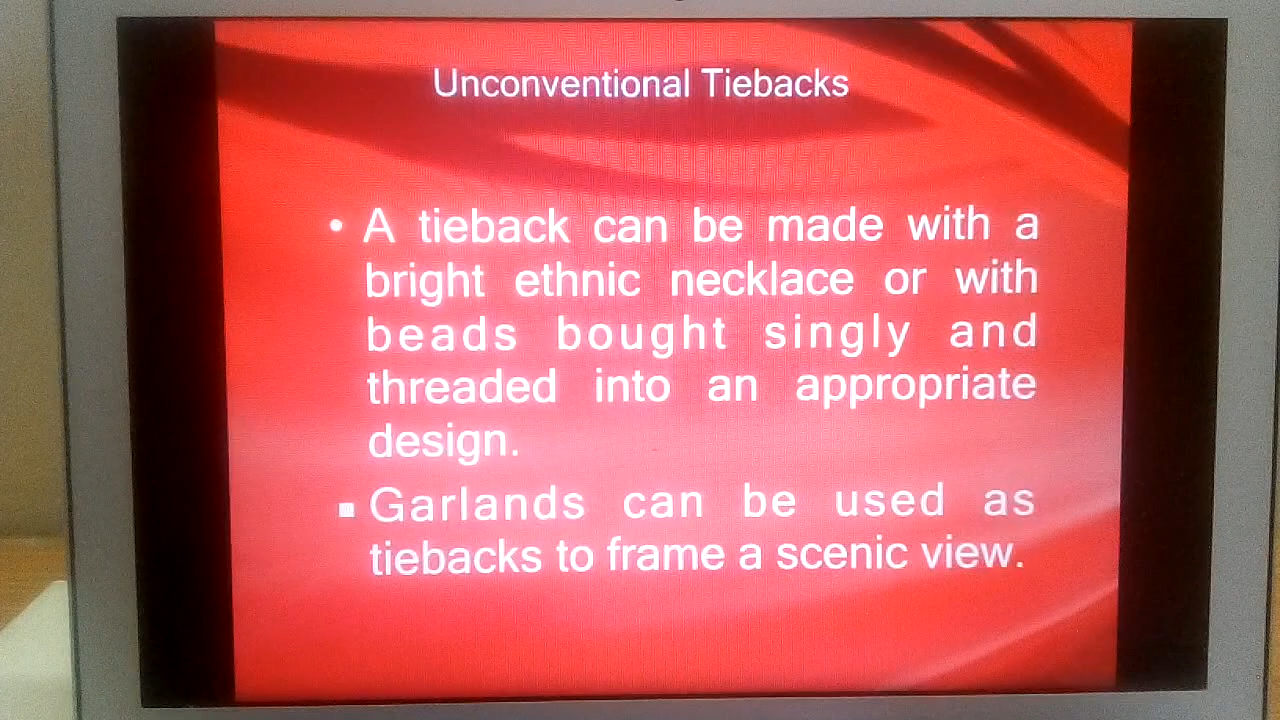 Unconventional Tiebacks
• A tieback can be made with a
bright ethnic necklace or with
beads bought singly and
threaded into an appropriate
design.
▪ Garlands can be used as
tiebacks to frame a scenic view.